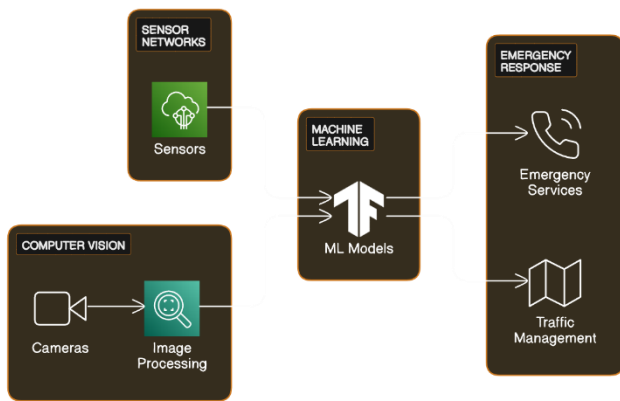 SENSOR
NETWORKS
Sensors
COMPUTER VISION
Cameras
Image
Processing
MACHINE
LEARNING
ML Models
EMERGENCY
RESPONSE
Emergency
Services
Traffic
Management